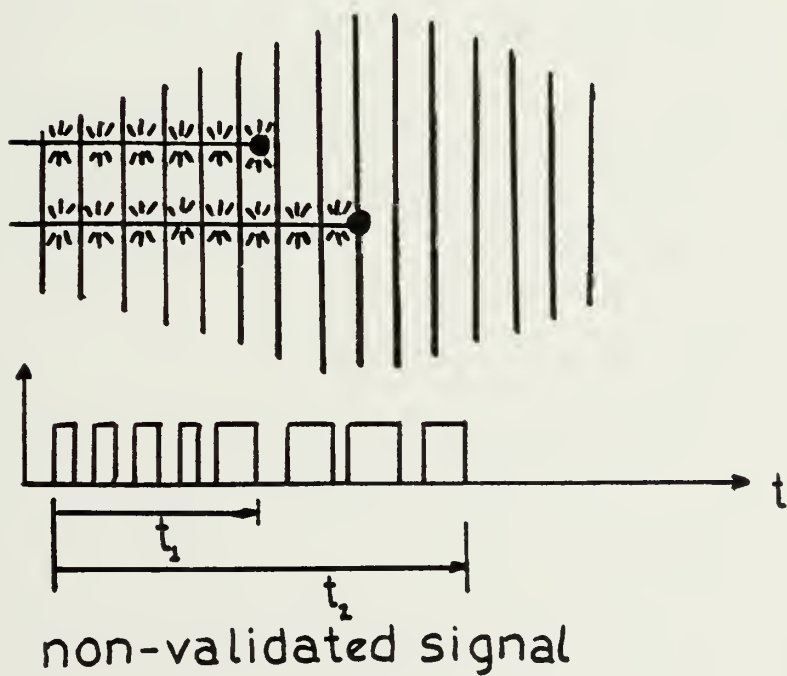 t
t₁
t₂
non-validated signal